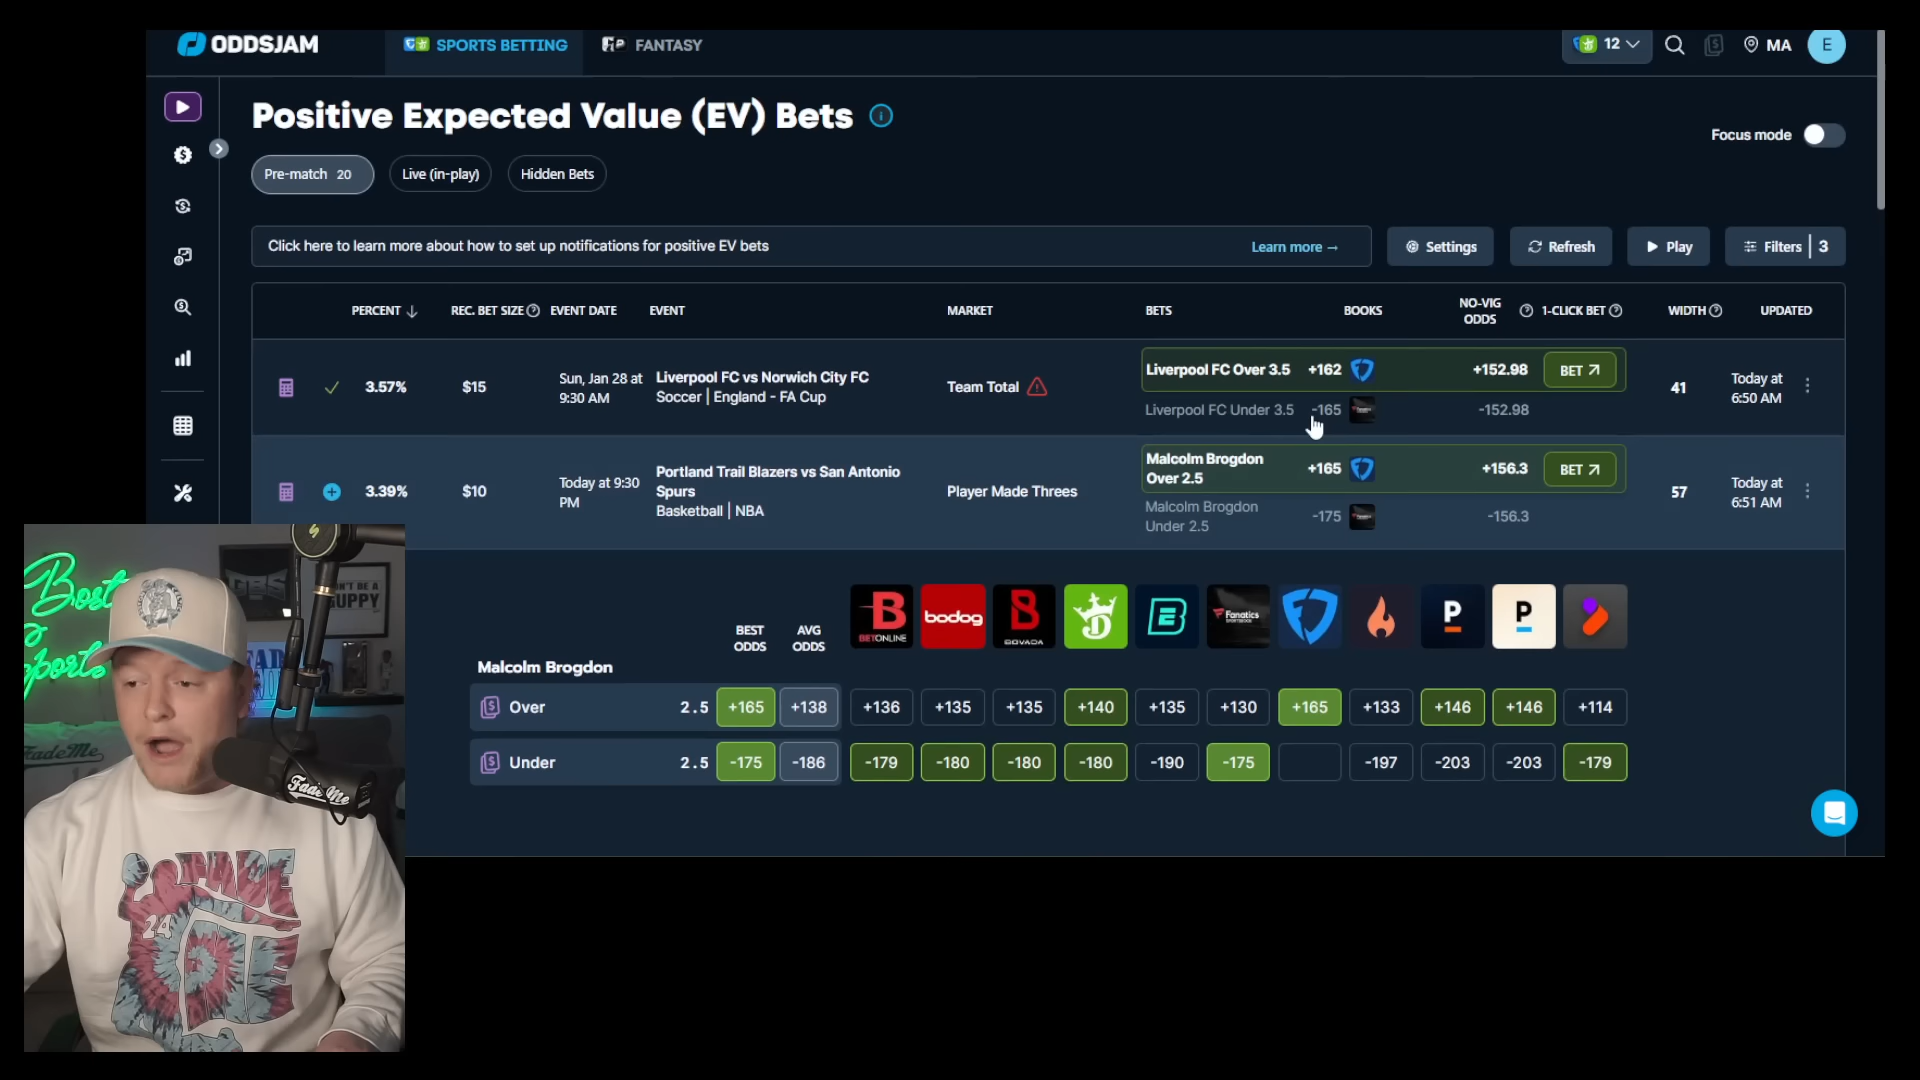 ODDSJAM
SPORTS BETTING
FANTASY
12
MA
E
Positive Expected Value (EV) Bets
Focus mode
Pre-match 20
Live (in-play)
Hidden Bets
Click here to learn more about how to set up notifications for positive EV bets
Learn more →
Settings
Refresh
Play
Filters | 3
PERCENT ↓
REC. BET SIZE
EVENT DATE
EVENT
MARKET
BETS
BOOKS
NO-VIG
ODDS
1-CLICK BET
WIDTH
UPDATED
3.57%
$15
Sun, Jan 28 at
9:30 AM
Liverpool FC vs Norwich City FC
Soccer | England - FA Cup
Team Total
Liverpool FC Over 3.5 +162
+152.98
BET
Liverpool FC Under 3.5 -165
-152.98
41
Today at
6:50 AM
3.39%
$10
Today at 9:30
PM
Portland Trail Blazers vs San Antonio
Spurs
Basketball | NBA
Player Made Threes
Malcolm Brogdon
Over 2.5
+165
+156.3
BET
Malcolm Brogdon
Under 2.5
-175
-156.3
57
Today at
6:51 AM
BEST
ODDS
AVG
ODDS
B
BETONLINE
bodog
B
BOVADA
D
E
Fanatics
P
P
Malcolm Brogdon
Over 2.5 +165 +138 +136 +135 +135 +140 +135 +130 +165 +133 +146 +146 +114
Under 2.5 -175 -186 -179 -180 -180 -180 -190 -175 -197 -203 -203 -179
Fade Me
FADE
24